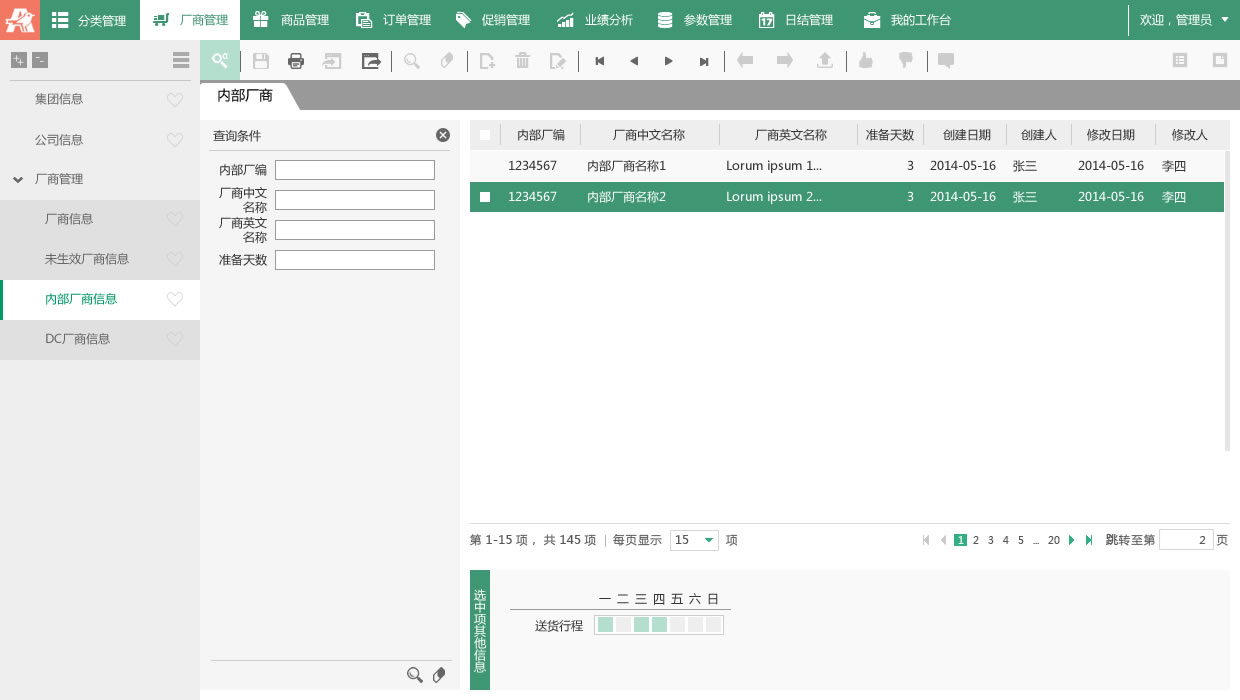 分类管理 厂商管理 商品管理 订单管理 促销管理 业绩分析 17 参数管理 日结管理 我的工作台 欢迎，管理员
集团信息
公司信息
厂商管理
厂商信息
未生效厂商信息
内部厂商信息
DC厂商信息
内部厂商
查询条件
内部厂编
厂商中文
名称
厂商英文
名称
准备天数
内部厂编 厂商中文名称 厂商英文名称 准备天数 创建日期 创建人 修改日期 修改人
1234567 内部厂商名称1 Lorum ipsum 1... 3 2014-05-16 张三 2014-05-16 李四
1234567 内部厂商名称2 Lorum ipsum 2... 3 2014-05-16 张三 2014-05-16 李四
第 1-15 项， 共 145 项 | 每页显示 15 项 1 2 3 4 5 ... 20 跳转至第 2 页
选中项其他信息
一 二 三 四 五 六 日
送货行程